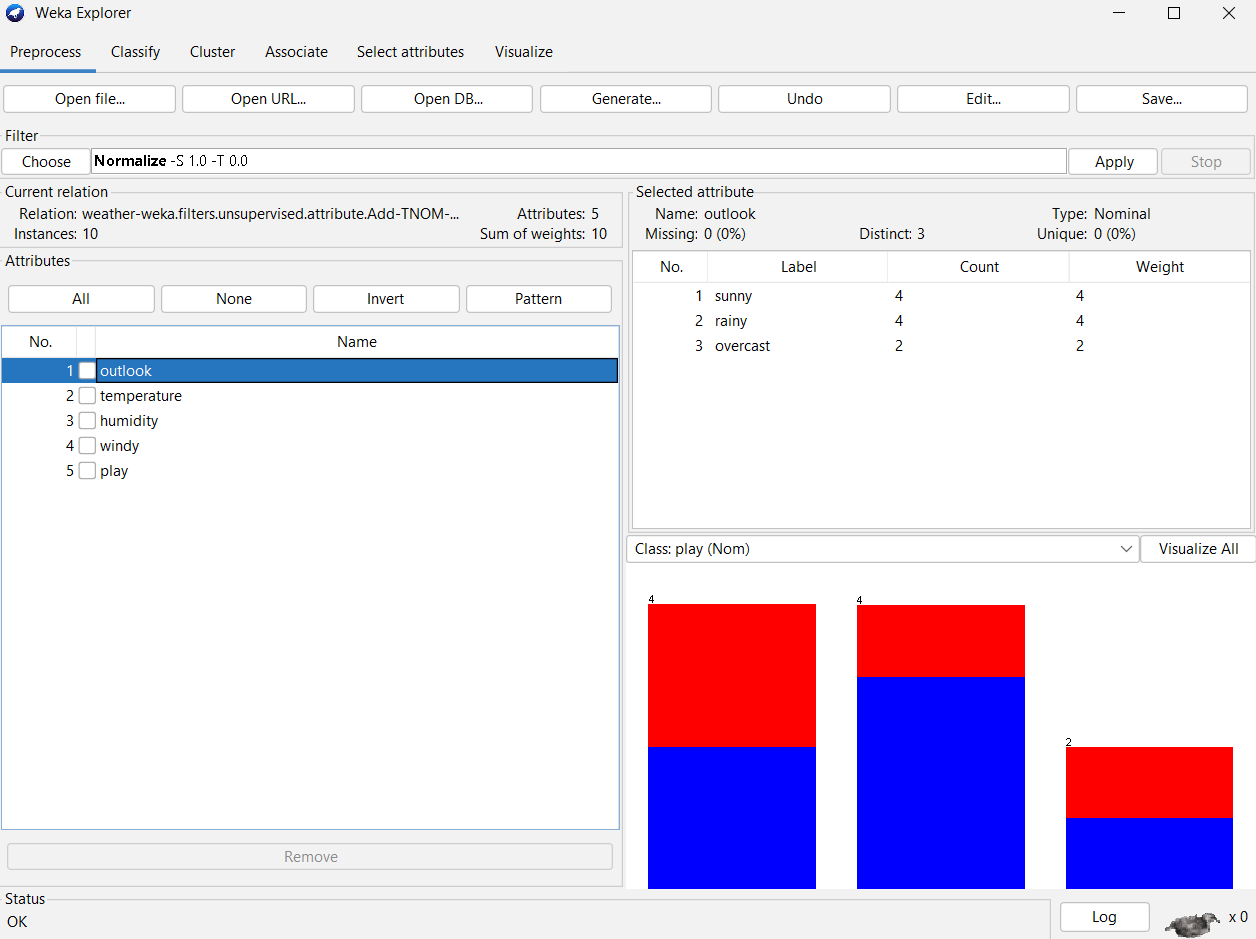 Weka Explorer
Preprocess Classify Cluster Associate Select attributes Visualize
Open file... Open URL... Open DB... Generate... Undo Edit... Save...
Filter
Choose Normalize -S 1.0 -T 0.0 Apply Stop
Current relation
Relation: weather-weka.filters.unsupervised.attribute.Add-TNOM-... Attributes: 5
Instances: 10 Sum of weights: 10
Attributes
All None Invert Pattern
No. Name
1 outlook
2 temperature
3 humidity
4 windy
5 play
Remove
Selected attribute
Name: outlook Type: Nominal
Missing: 0 (0%) Distinct: 3 Unique: 0 (0%)
No. Label Count Weight
1 sunny 4 4
2 rainy 4 4
3 overcast 2 2
Class: play (Nom) Visualize All
4 4 2
Status
OK
Log x 0